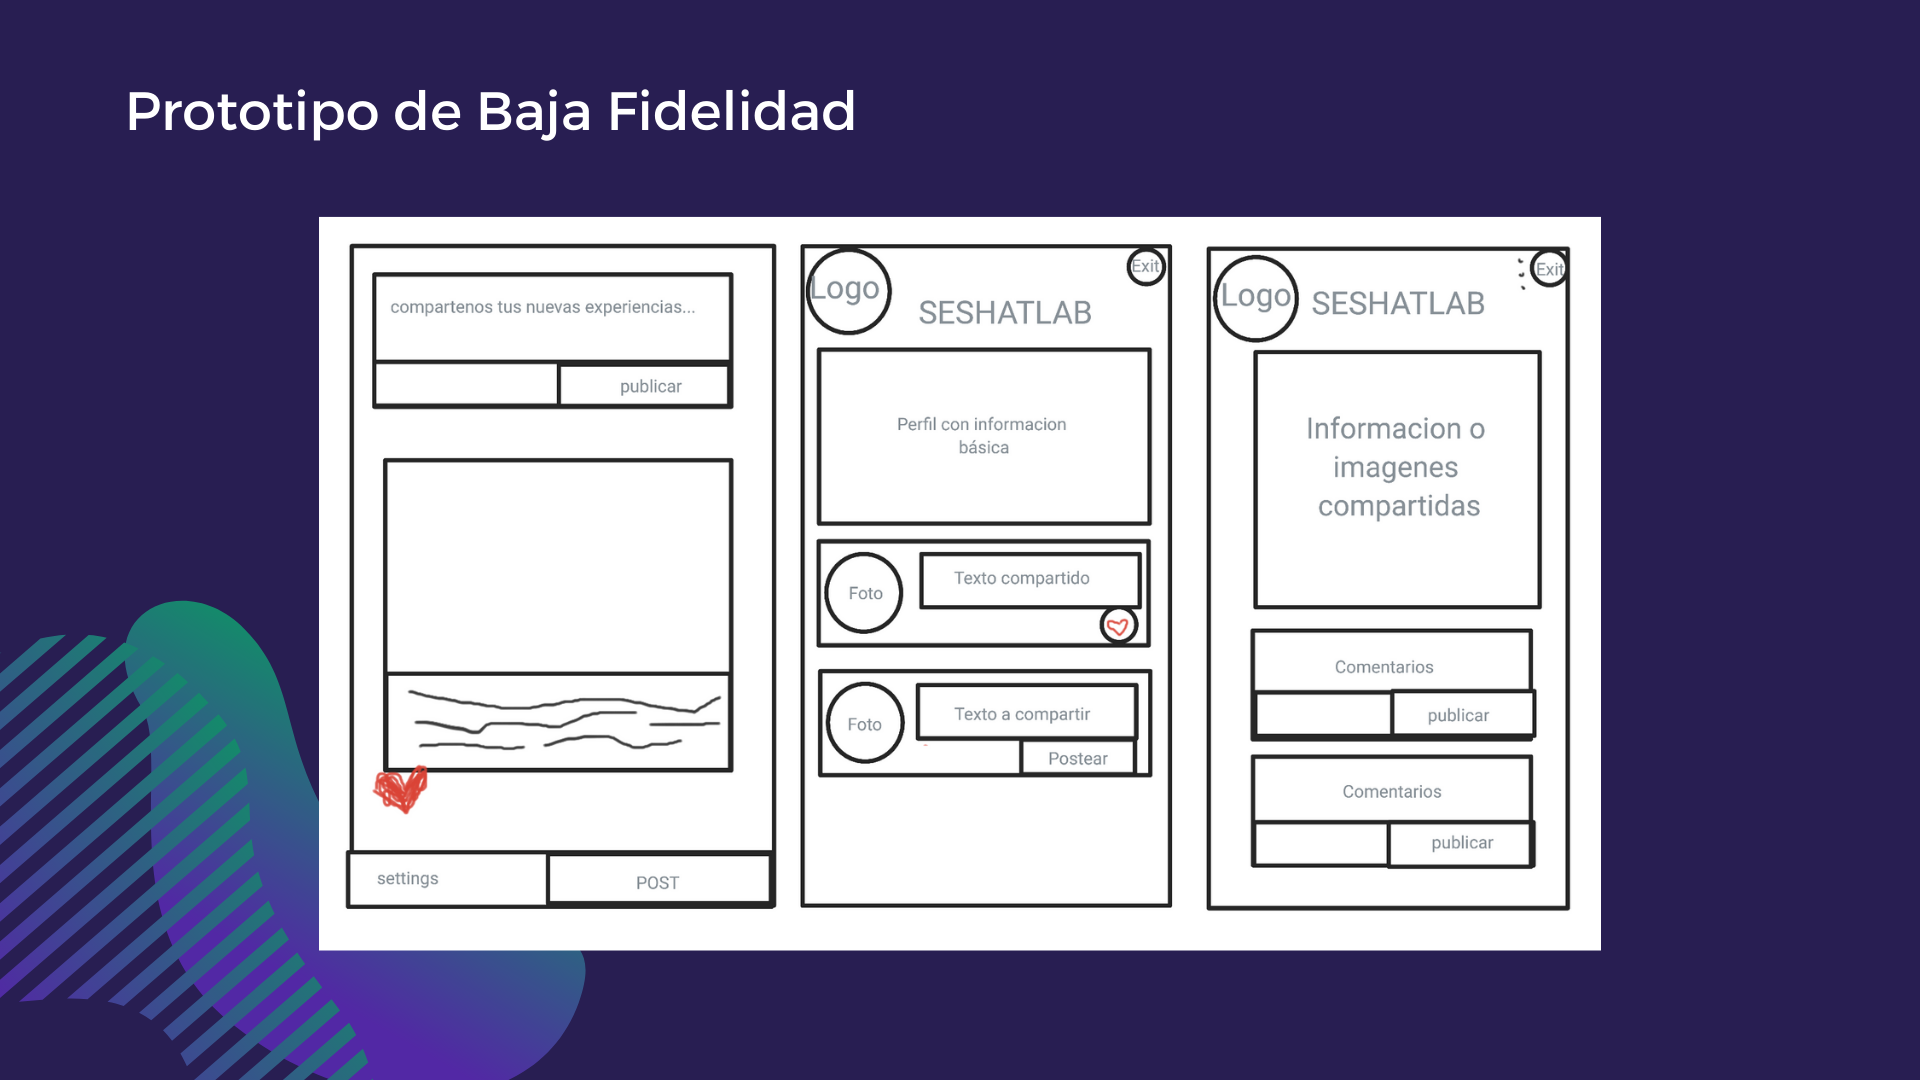 Prototipo de Baja Fidelidad
compartenos tus nuevas experiencias...
publicar
settings
POST
Logo
Exit
SESHATLAB
Perfil con informacion
básica
Foto
Texto compartido
Foto
Texto a compartir
Postear
Logo
SESHATLAB
Exit
Informacion o
imagenes
compartidas
Comentarios
publicar
Comentarios
publicar